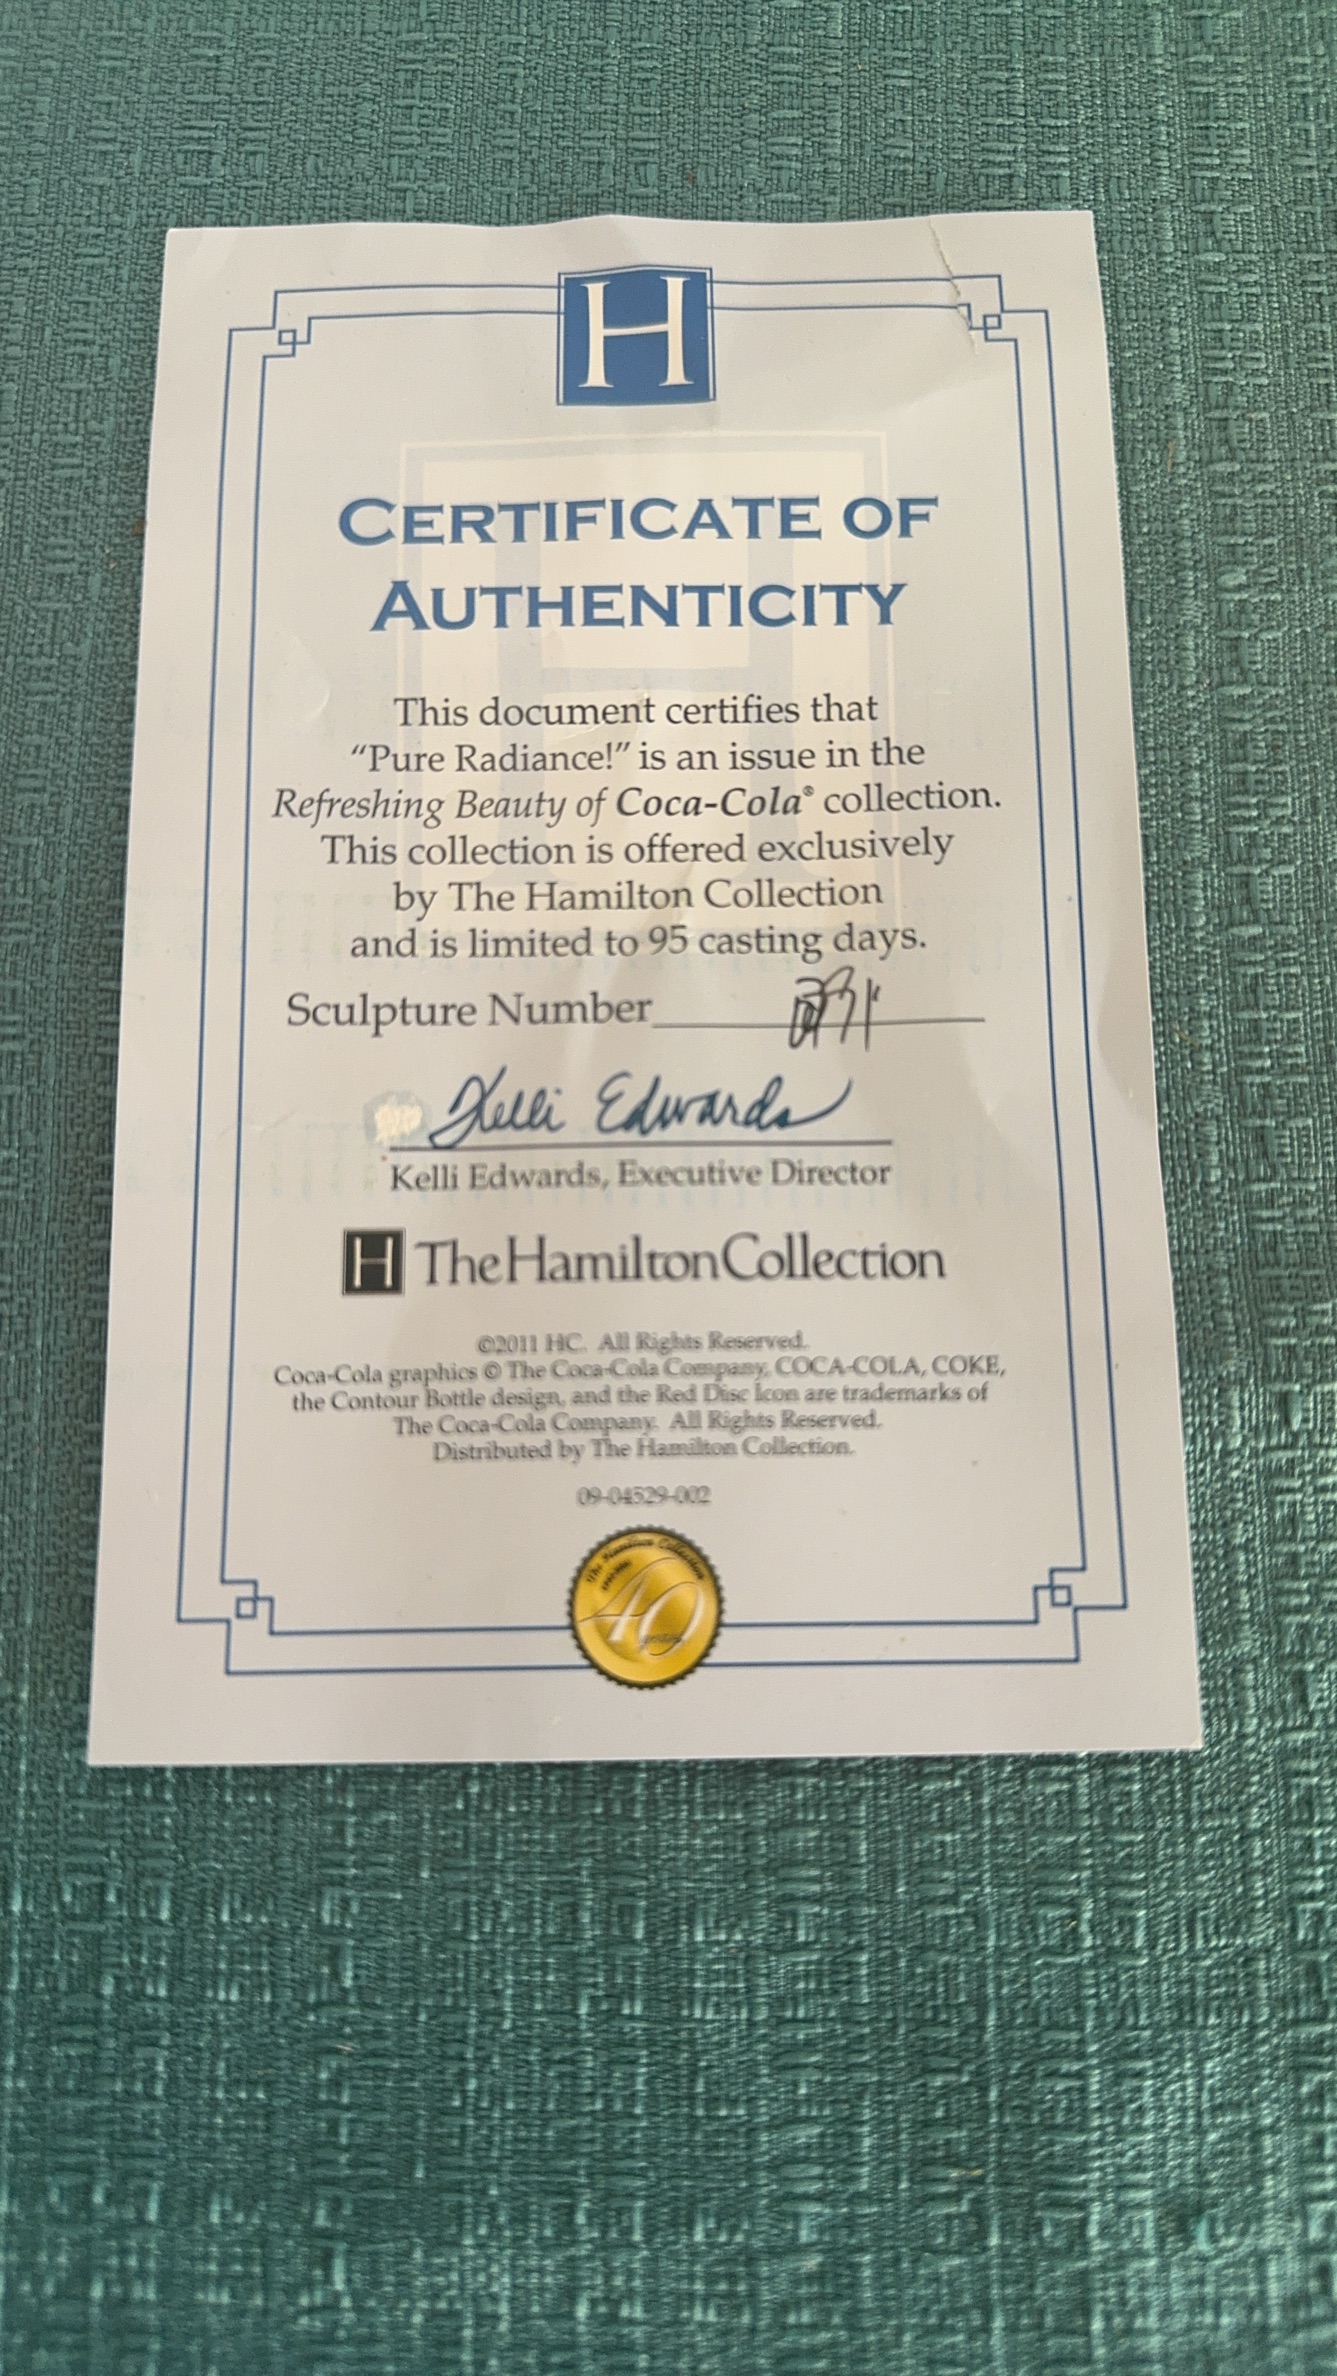 H
CERTIFICATE OF
AUTHENTICITY
This document certifies that
“Pure Radiance!” is an issue in the
Refreshing Beauty of Coca-Cola® collection.
This collection is offered exclusively
by The Hamilton Collection
and is limited to 95 casting days.
Sculpture Number
Kelli Edwards
Kelli Edwards, Executive Director
H The Hamilton Collection
©2011 HC. All Rights Reserved.
Coca-Cola graphics © The Coca-Cola Company, COCA-COLA, COKE,
the Contour Bottle design, and the Red Disc Icon are trademarks of
The Coca-Cola Company. All Rights Reserved.
Distributed by The Hamilton Collection.
09-04529-002
The Hamilton Collection
40